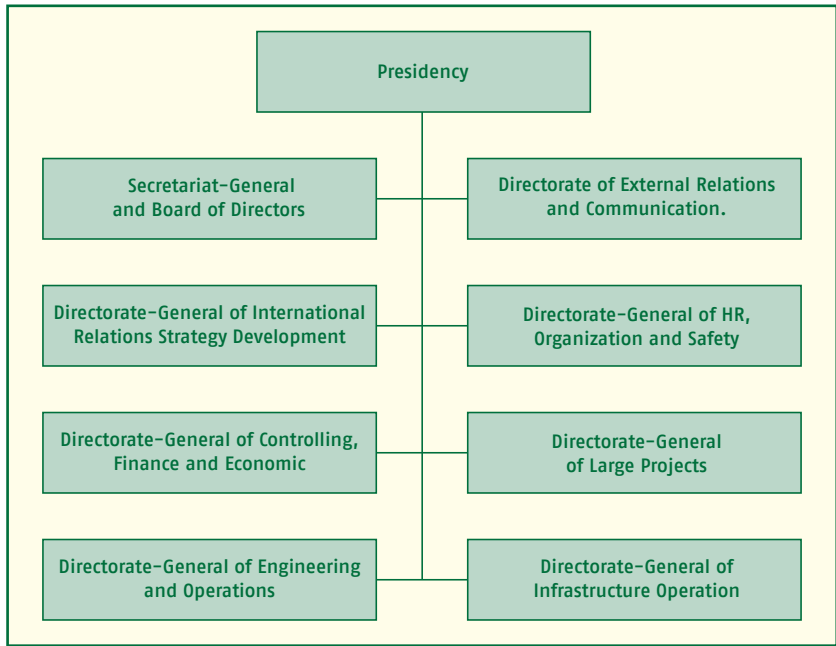 Presidency
Secretariat-General
and Board of Directors
Directorate of External Relations
and Communication.
Directorate-General of International
Relations Strategy Development
Directorate-General of HR,
Organization and Safety
Directorate-General of Controlling,
Finance and Economic
Directorate-General
of Large Projects
Directorate-General of Engineering
and Operations
Directorate-General of
Infrastructure Operation